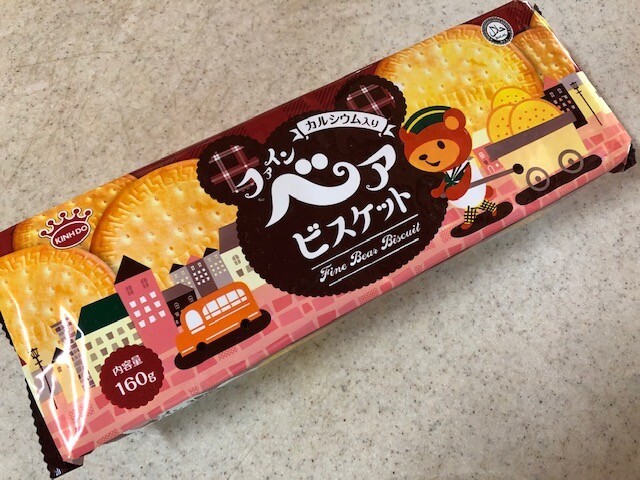 カルシウム入り
ファイン
ベア
ビスケット
Fine Bear Biscuit
KINH DO
内容量
160g